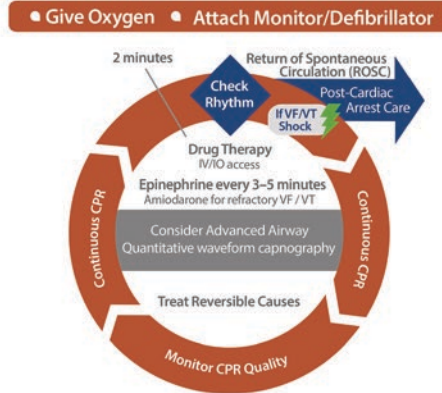 • Give Oxygen • Attach Monitor/Defibrillator
2 minutes
Return of Spontaneous
Circulation (ROSC)
Check
Rhythm
Post-Cardiac
Arrest Care
If VF/VT
Shock
Drug Therapy
IV/IO access
Epinephrine every 3–5 minutes
Amiodarone for refractory VF / VT
Continuous CPR
Continuous CPR
Consider Advanced Airway
Quantitative waveform capnography
Treat Reversible Causes
Monitor CPR Quality